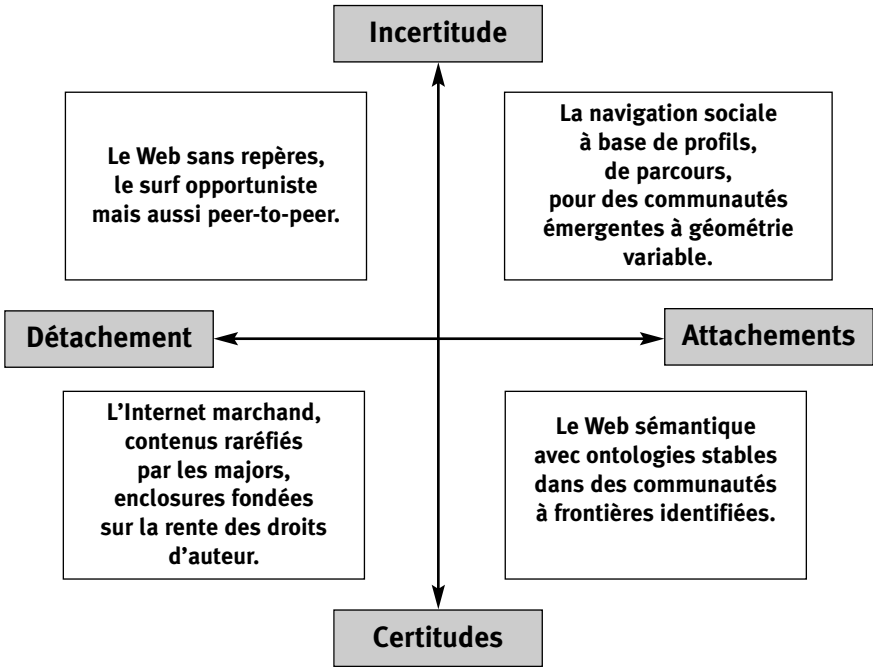 Incertitude
Le Web sans repères,
le surf opportuniste
mais aussi peer-to-peer.
La navigation sociale
à base de profils,
de parcours,
pour des communautés
émergentes à géométrie
variable.
Détachement
Attachements
L’Internet marchand,
contenus raréfiés
par les majors,
enclosures fondées
sur la rente des droits
d’auteur.
Le Web sémantique
avec ontologies stables
dans des communautés
à frontières identifiées.
Certitudes